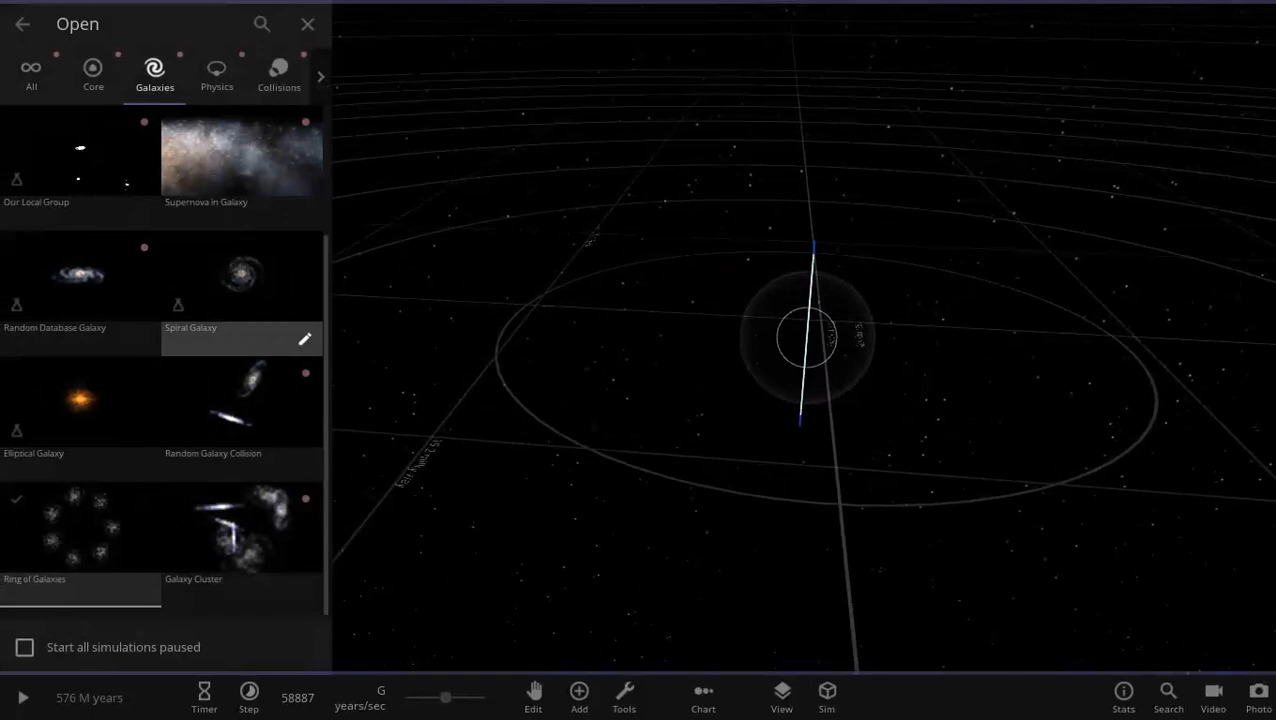 Open
All
Core
Galaxies
Physics
Collisions
Our Local Group
Supernova in Galaxy
Random Database Galaxy
Spiral Galaxy
Elliptical Galaxy
Random Galaxy Collision
Ring of Galaxies
Galaxy Cluster
Start all simulations paused
576 M years
Timer
Step
58887
G
years/sec
Edit
Add
Tools
Chart
View
Sim
Stats
Search
Video
Photo